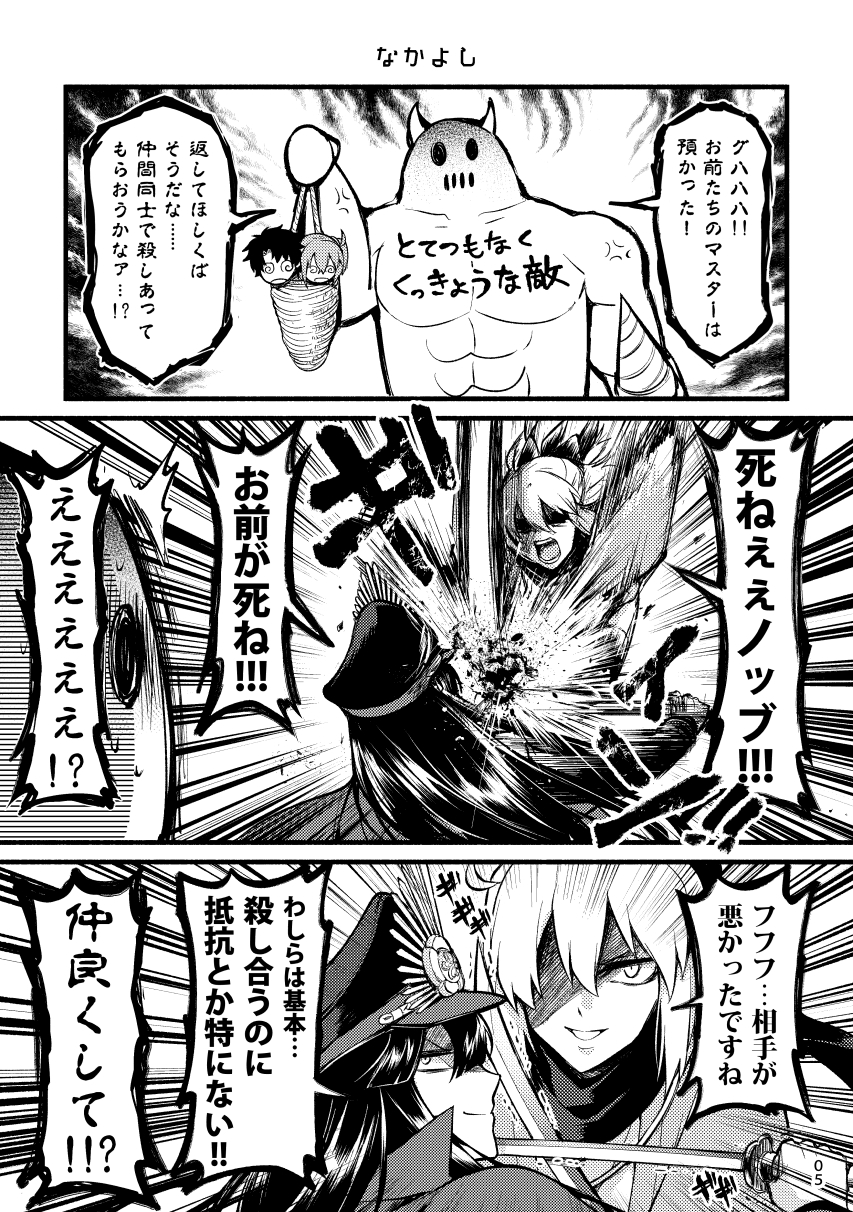 なかよし
グハハハ!!
お前たちのマスターは
預かった!
とてつもなく
くっきょうな敵
返してほしくば
そうだな……
仲間同士で殺しあって
もらおうかなァ…!?
死ねぇぇノッブ!!!
お前が死ね!!!
ギィン!!!
えええええぇ!?
フフフ…相手が
悪かったですね
ギギギ
わしらは基本…
殺し合うのに
抵抗とか特にない!!
ギギギ
仲良くして!!?
05